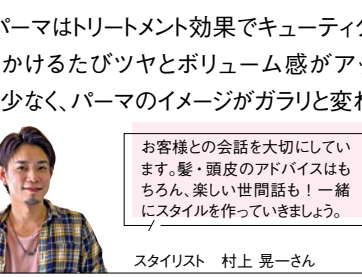 パーマはトリートメント効果でキューティク
かけるたびツヤとボリューム感がア
少なく、パーマのイメージがガラリと変わ
お客様との会話を大切にしてい
ます。髪・頭皮のアドバイスはも
ちろん、楽しい世間話も！一緒
にスタイルを作っていきましょう。
スタイリスト　村上 晃一さん